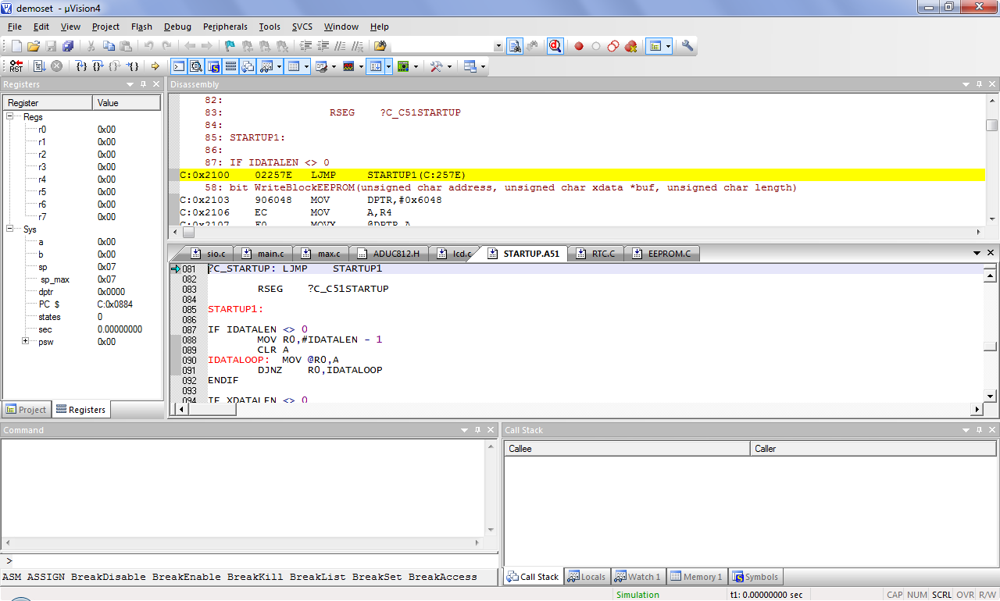 demoset - µVision4
File Edit View Project Flash Debug Peripherals Tools SVCS Window Help
RST
Registers
Register Value
Regs
r0 0x00
r1 0x00
r2 0x00
r3 0x00
r4 0x00
r5 0x00
r6 0x00
r7 0x00
Sys
a 0x00
b 0x00
sp 0x07
sp_max 0x07
dptr 0x0000
PC $ C:0x0884
states 0
sec 0.00000000
psw 0x00
Project Registers
Disassembly
82:
83: RSEG ?C_C51STARTUP
84:
85: STARTUP1:
86:
87: IF IDATALEN <> 0
C:0x2100 02257E LJMP STARTUP1(C:257E)
58: bit WriteBlockEEPROM(unsigned char address, unsigned char xdata *buf, unsigned char length)
C:0x2103 906048 MOV DPTR,#0x6048
C:0x2106 EC MOV A,R4
C:0x2107 F0 MOVX @DPTR,A
sio.c main.c max.c ADUC812.H lcd.c STARTUP.A51 RTC.C EEPROM.C
081 ?C_STARTUP: LJMP STARTUP1
082
083 RSEG ?C_C51STARTUP
084
085 STARTUP1:
086
087 IF IDATALEN <> 0
088 MOV R0,#IDATALEN - 1
089 CLR A
090 IDATALOOP: MOV @R0,A
091 DJNZ R0,IDATALOOP
092 ENDIF
093
094 IF XDATALEN <> 0
Command
>
ASM ASSIGN BreakDisable BreakEnable BreakKill BreakList BreakSet BreakAccess
Call Stack
Callee Caller
Call Stack Locals Watch 1 Memory 1 Symbols
Simulation t1: 0.00000000 sec CAP NUM SCRL OVR R/W